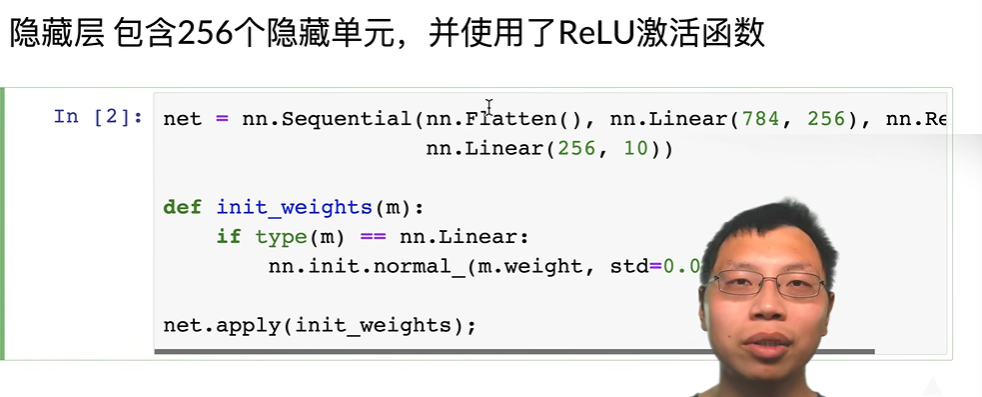 隐藏层 包含256个隐藏单元，并使用了ReLU激活函数
In [2]: net = nn.Sequential(nn.Flatten(), nn.Linear(784, 256), nn.Re
nn.Linear(256, 10))
def init_weights(m):
if type(m) == nn.Linear:
nn.init.normal_(m.weight, std=0.0
net.apply(init_weights);